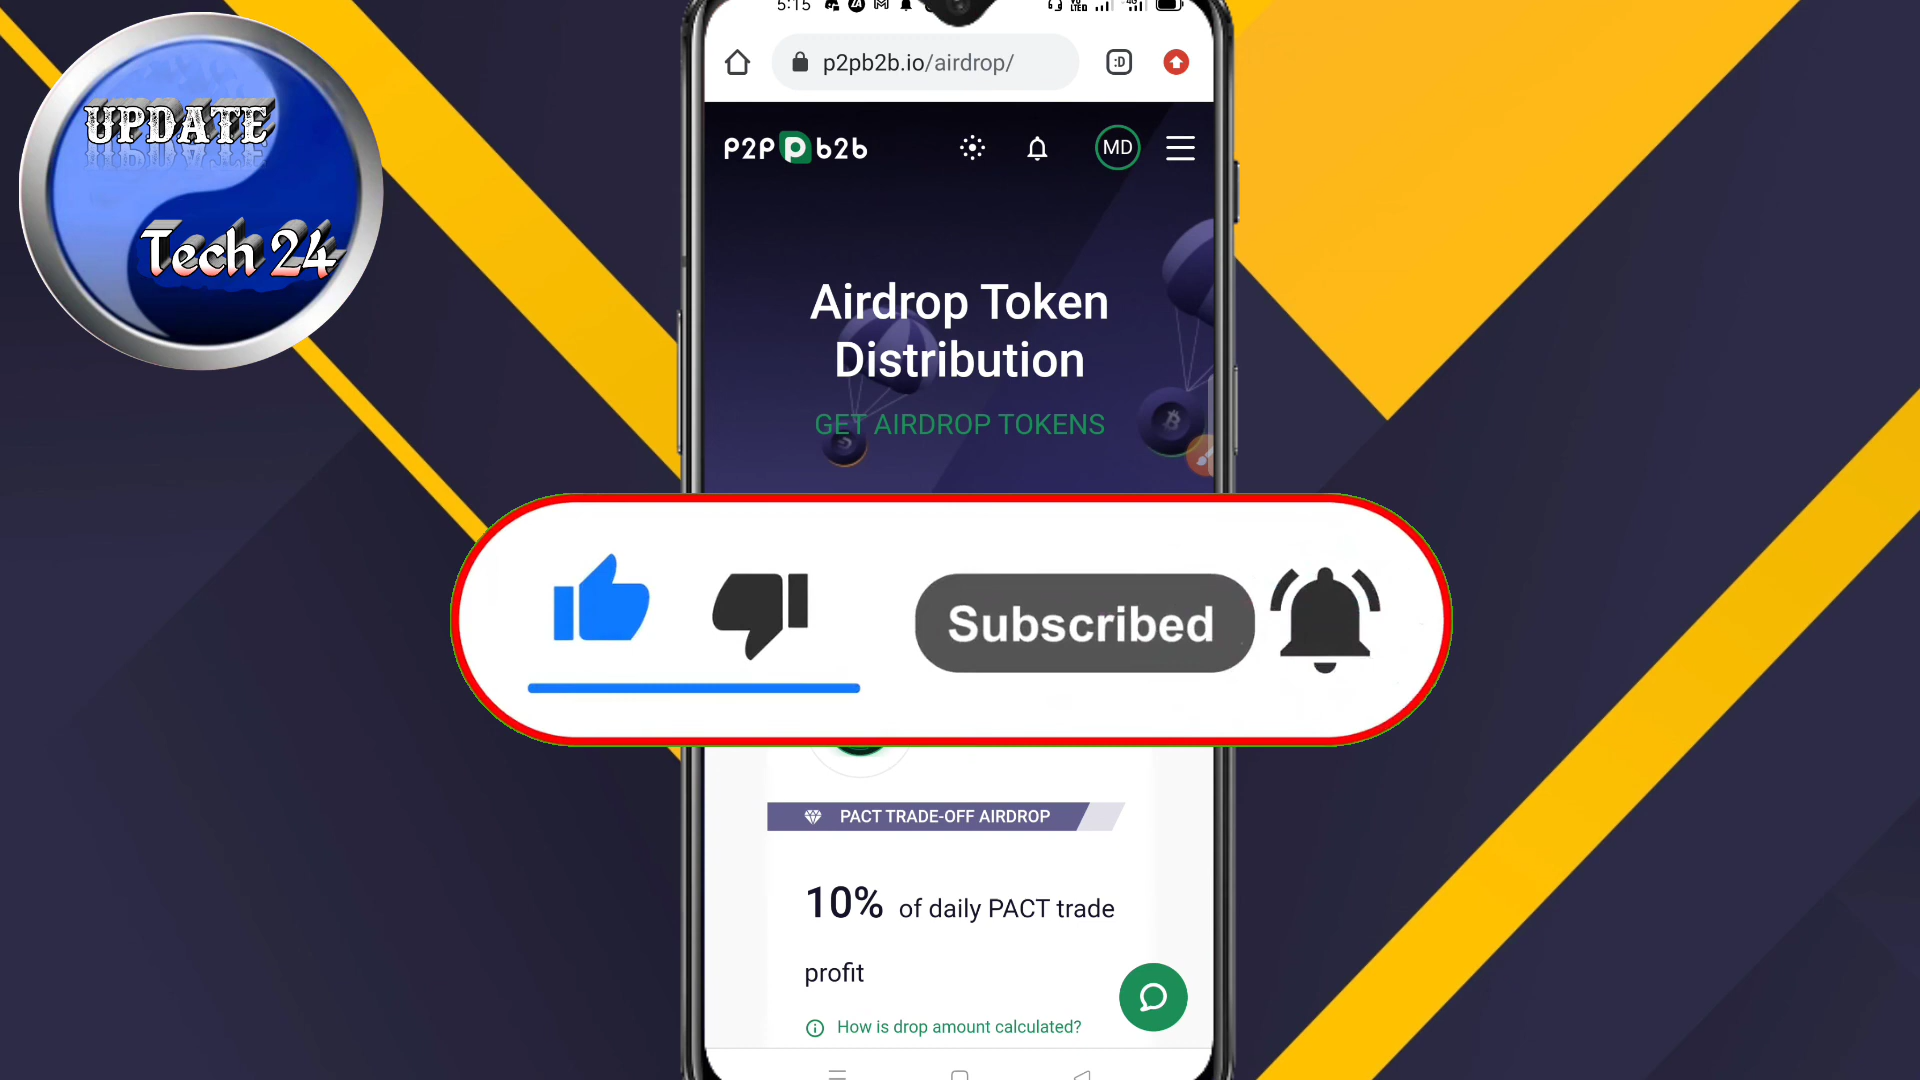 UPDATE
Tech 24
5:15
p2pb2b.io/airdrop/
:D
P2P b2b
MD
Airdrop Token
Distribution
GET AIRDROP TOKENS
Subscribed
PACT TRADE-OFF AIRDROP
10% of daily PACT trade
profit
How is drop amount calculated?